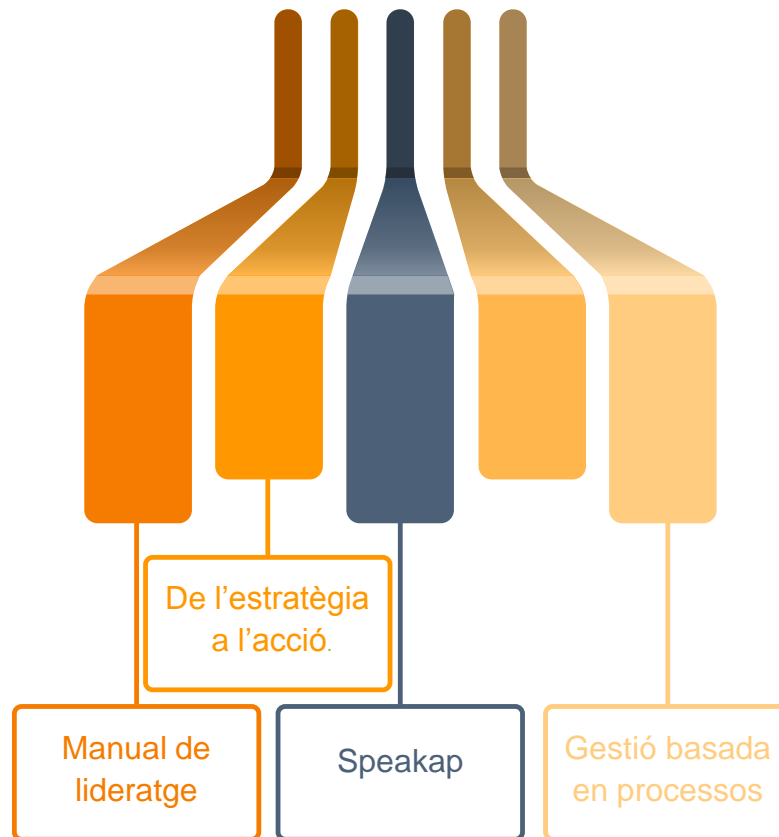 De l’estratègia
a l’acció.
Manual de
lideratge
Speakap
Gestió basada
en processos